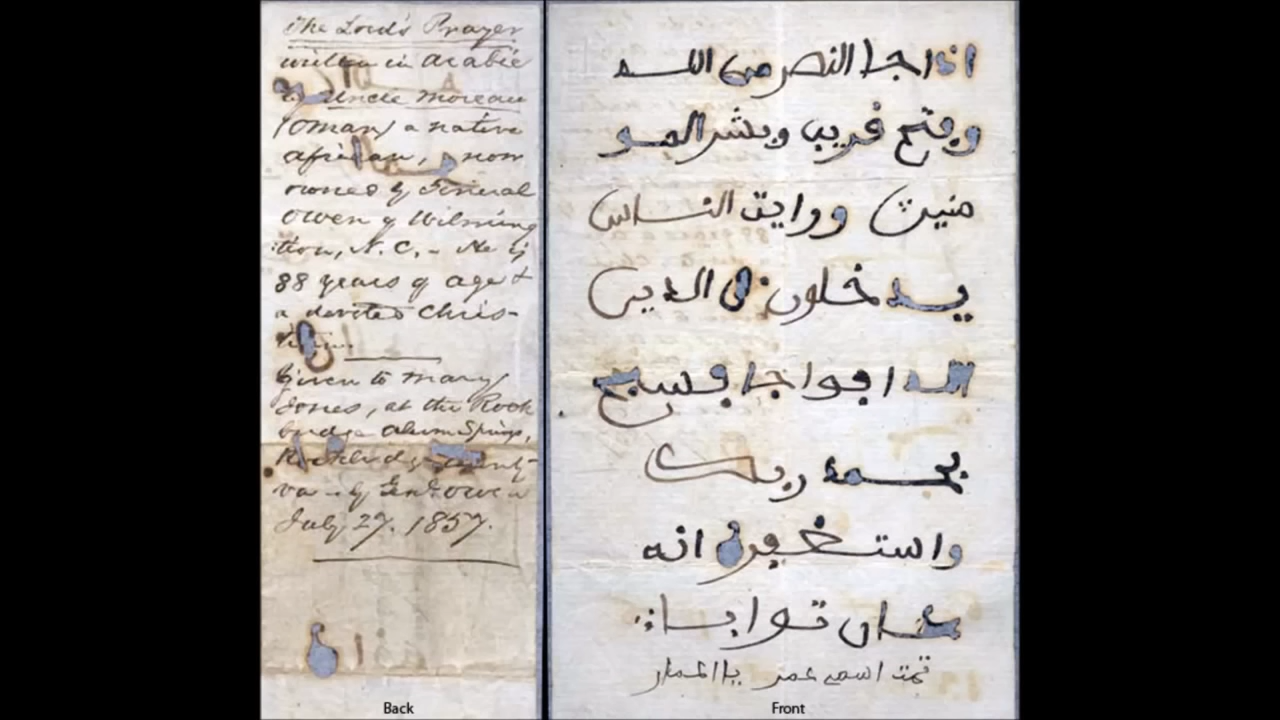 The Lord's Prayer
written in Arabic
by Uncle Moreau
(Omar) a native
african, now
owned by General
Owen of Wilming
ton, N.C. - He is
88 years of age &
a devoted Chris-
tian.
Given to Mary
Jones, at the Rock
bridge Alum Springs,
Rockbridge County
Va - by Genl. Owen
July 27. 1857.
Back
اذا جا النصر من الله
وفتح قريب وبشر المو
منين ورايت الناس
يدخلون في الدين
الله افواجا فسبح
بحمد ربك
واستغفره انه
كان توابا
تمت اسمي عمر
Front